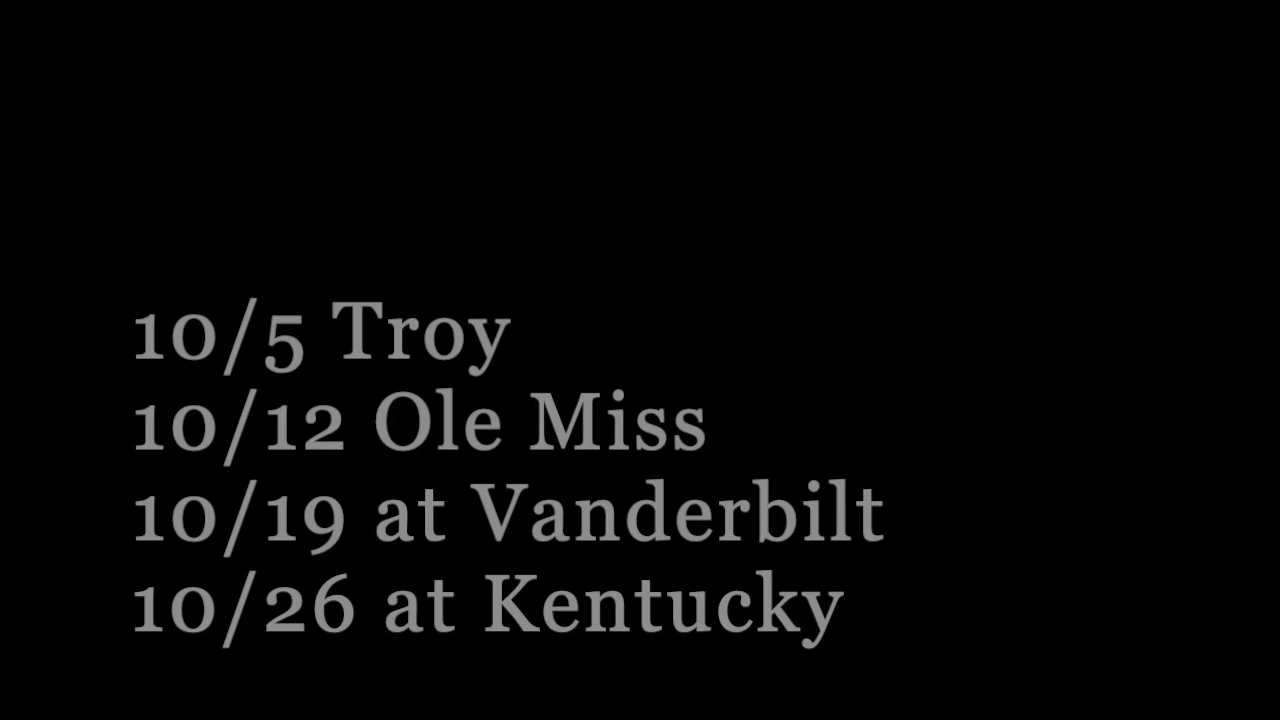 10/5 Troy
10/12 Ole Miss
10/19 at Vanderbilt
10/26 at Kentucky